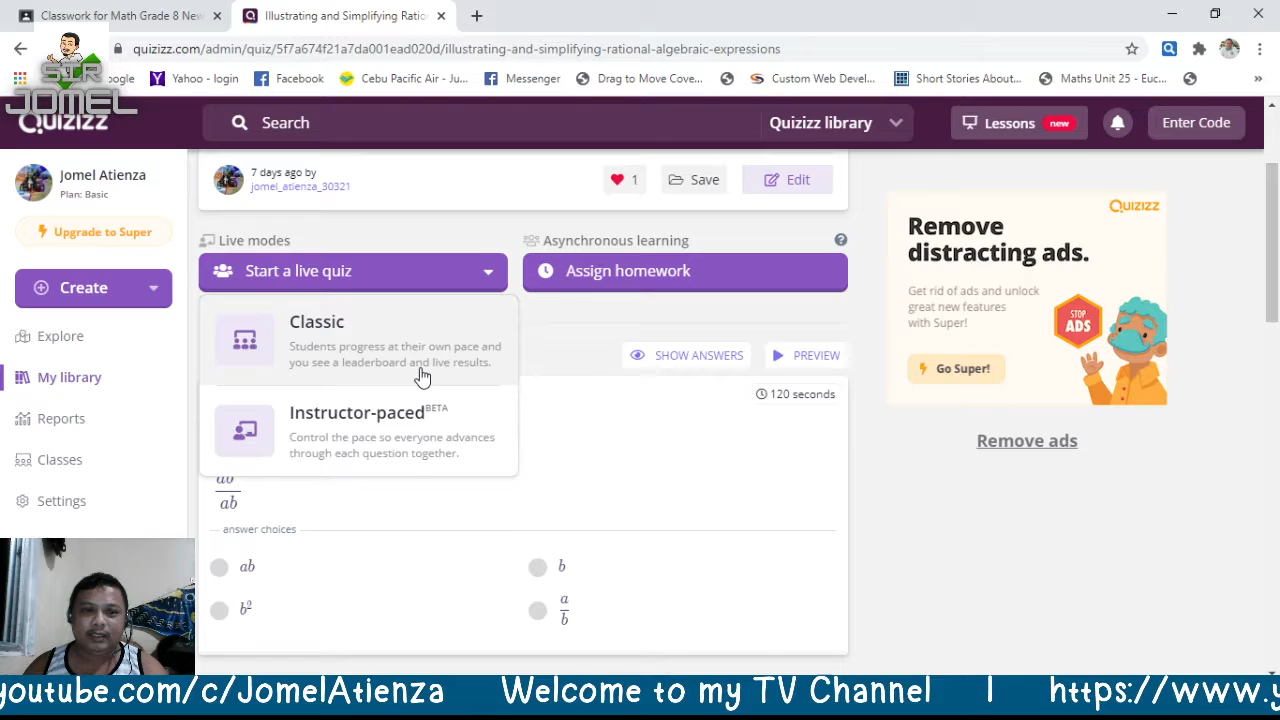 Classwork for Math Grade 8 New
Illustrating and Simplifying Ratio
quizizz.com/admin/quiz/5f7a674f21a7da001ead020d/illustrating-and-simplifying-rational-algebraic-expressions
Yahoo - login
Facebook
Cebu Pacific Air - Ju...
Messenger
Drag to Move Cove...
Custom Web Devel...
Short Stories About...
Maths Unit 25 - Euc...
SIR
JOMEL
Quizizz
Search
Quizizz library
Lessons new
Enter Code
Jomel Atienza
Plan: Basic
Upgrade to Super
Create
Explore
My library
Reports
Classes
Settings
7 days ago by
jomel_atienza_30321
1
Save
Edit
Live modes
Asynchronous learning
Start a live quiz
Assign homework
Classic
Students progress at their own pace and
you see a leaderboard and live results.
Instructor-paced BETA
Control the pace so everyone advances
through each question together.
SHOW ANSWERS
PREVIEW
120 seconds
ab
answer choices
ab
b
b²
a
b
QUIZIZZ
Remove
distracting ads.
Get rid of ads and unlock
great new features
with Super!
STOP
ADS
Go Super!
Remove ads
youtube.com/c/JomelAtienza Welcome to my TV Channel | https://www.y